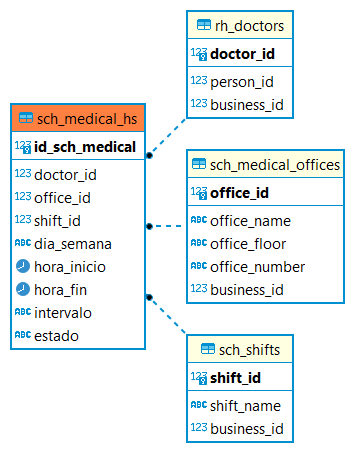 rh_doctors
123 doctor_id
123 person_id
123 business_id
sch_medical_hs
123 id_sch_medical
123 doctor_id
123 office_id
123 shift_id
ABC dia_semana
hora_inicio
hora_fin
ABC intervalo
ABC estado
sch_medical_offices
123 office_id
ABC office_name
ABC office_floor
ABC office_number
123 business_id
sch_shifts
123 shift_id
ABC shift_name
123 business_id